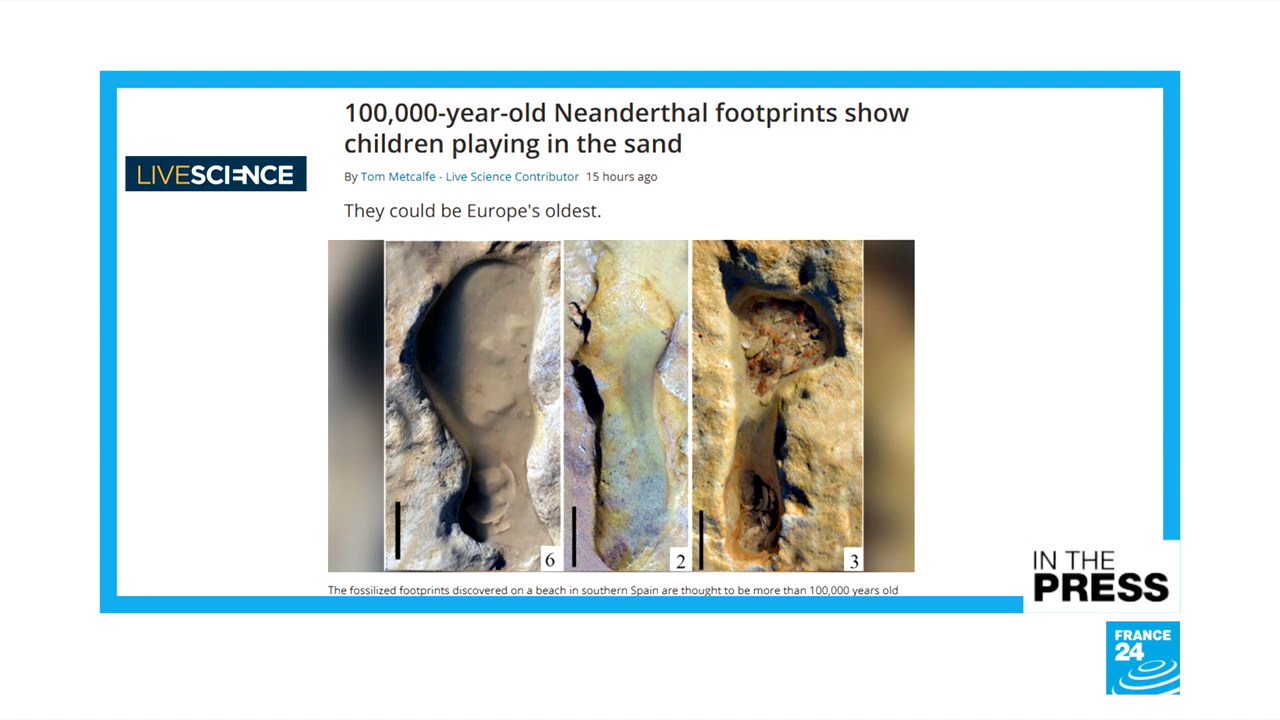 100,000-year-old Neanderthal footprints show
children playing in the sand
LIVESCIENCE
By Tom Metcalfe - Live Science Contributor 15 hours ago
They could be Europe's oldest.
6
2
3
The fossilized footprints discovered on a beach in southern Spain are thought to be more than 100,000 years old
IN THE
PRESS
FRANCE
24